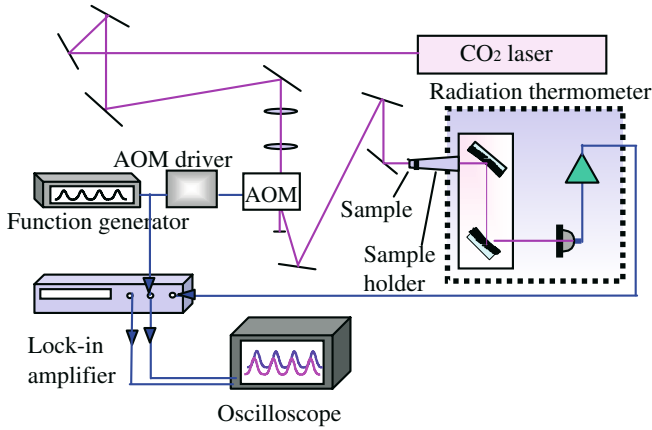 CO2 laser
Radiation thermometer
AOM driver
AOM
Function generator
Sample
Sample
holder
Lock-in
amplifier
Oscilloscope